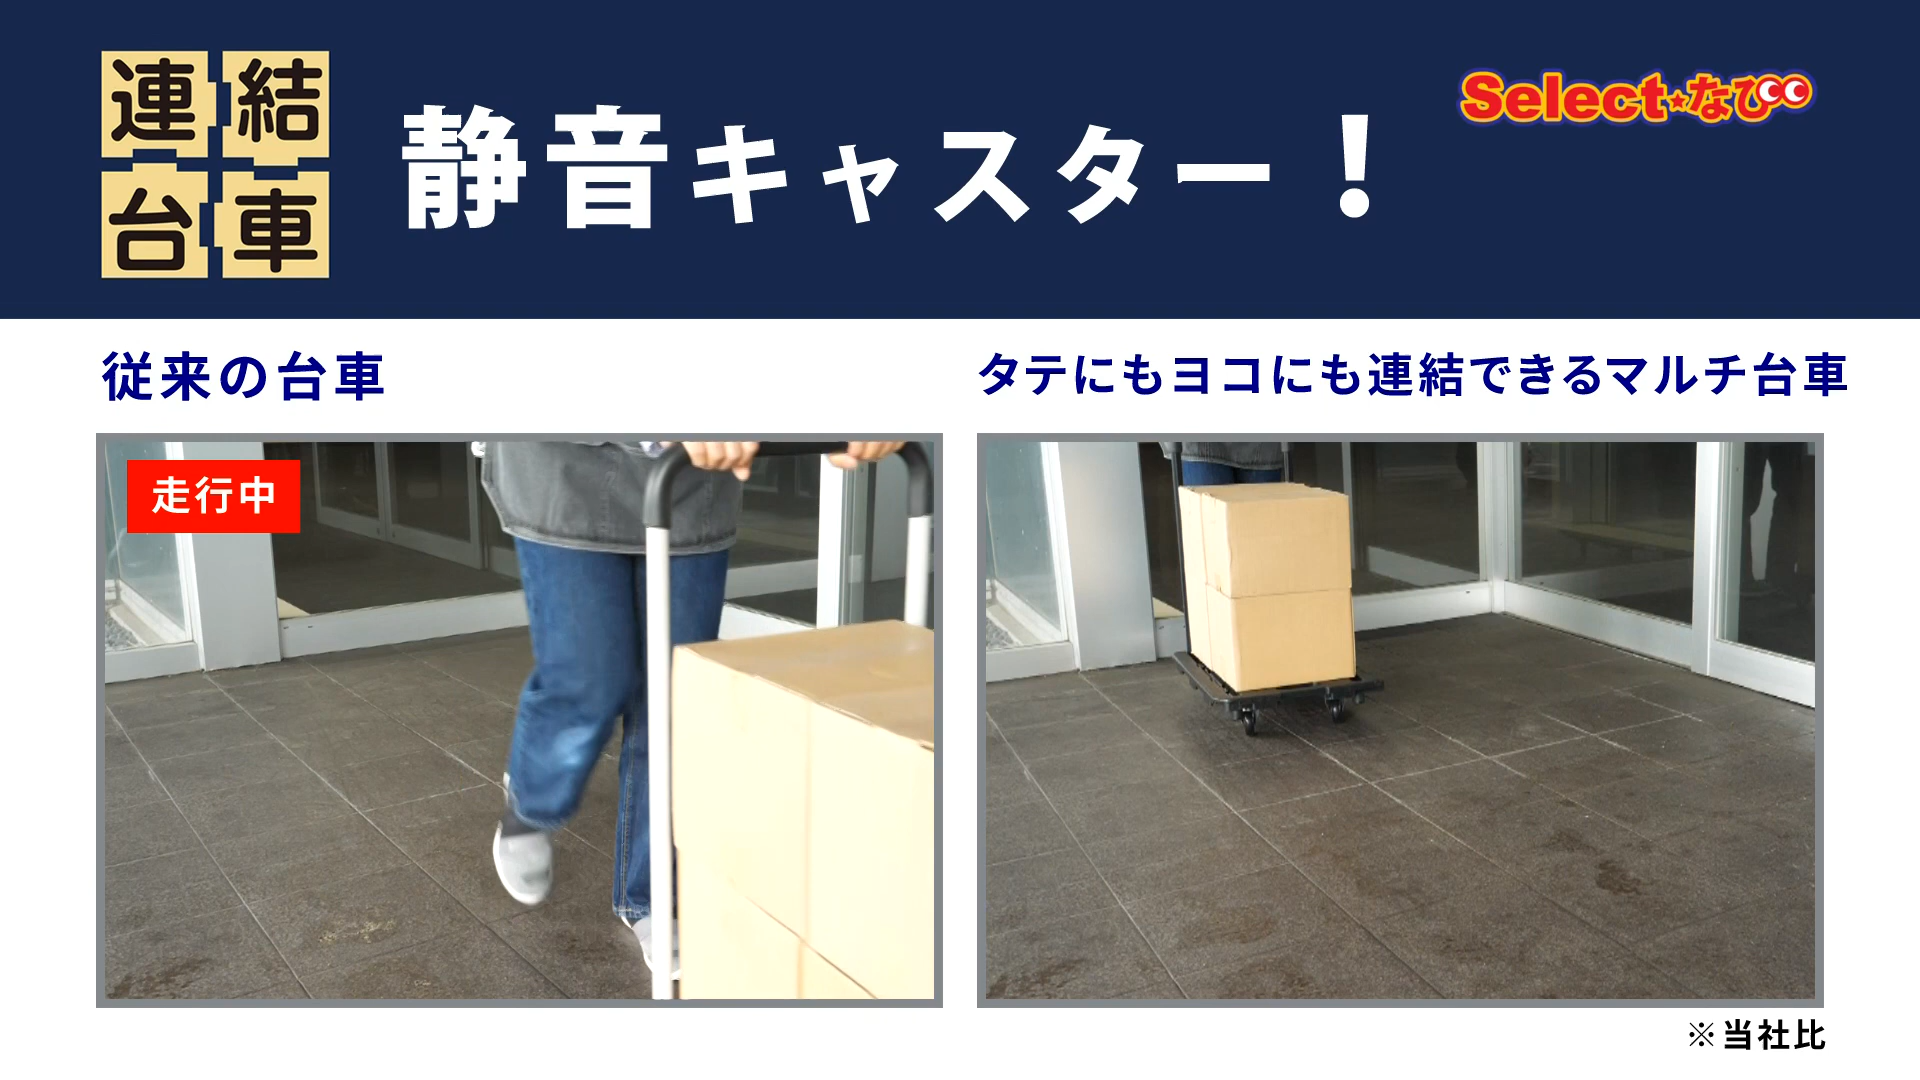 連結
台車
静音キャスター！
Select★なび
従来の台車
タテにもヨコにも連結できるマルチ台車
走行中
※当社比